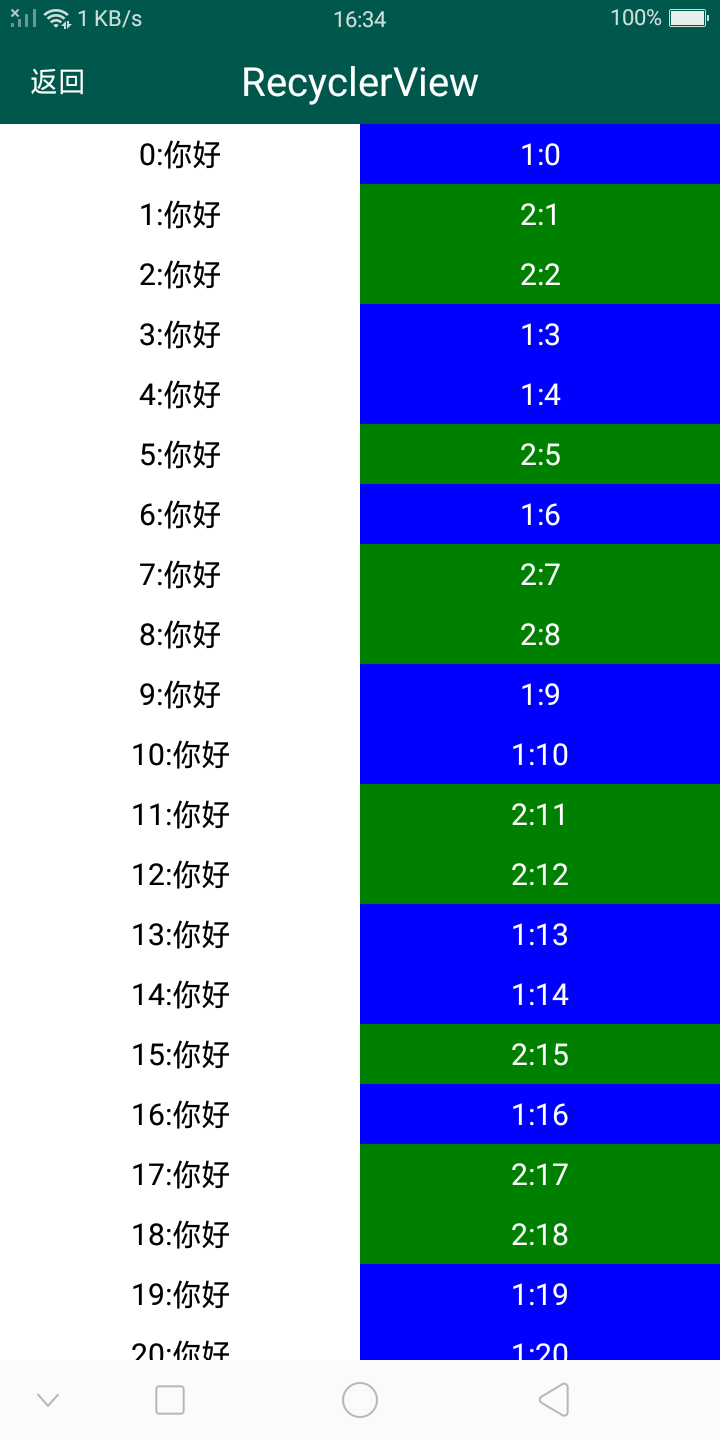 1 KB/s 16:34 100%
返回 RecyclerView
0:你好 1:0
1:你好 2:1
2:你好 2:2
3:你好 1:3
4:你好 1:4
5:你好 2:5
6:你好 1:6
7:你好 2:7
8:你好 2:8
9:你好 1:9
10:你好 1:10
11:你好 2:11
12:你好 2:12
13:你好 1:13
14:你好 1:14
15:你好 2:15
16:你好 1:16
17:你好 2:17
18:你好 2:18
19:你好 1:19
20:你好 1:20